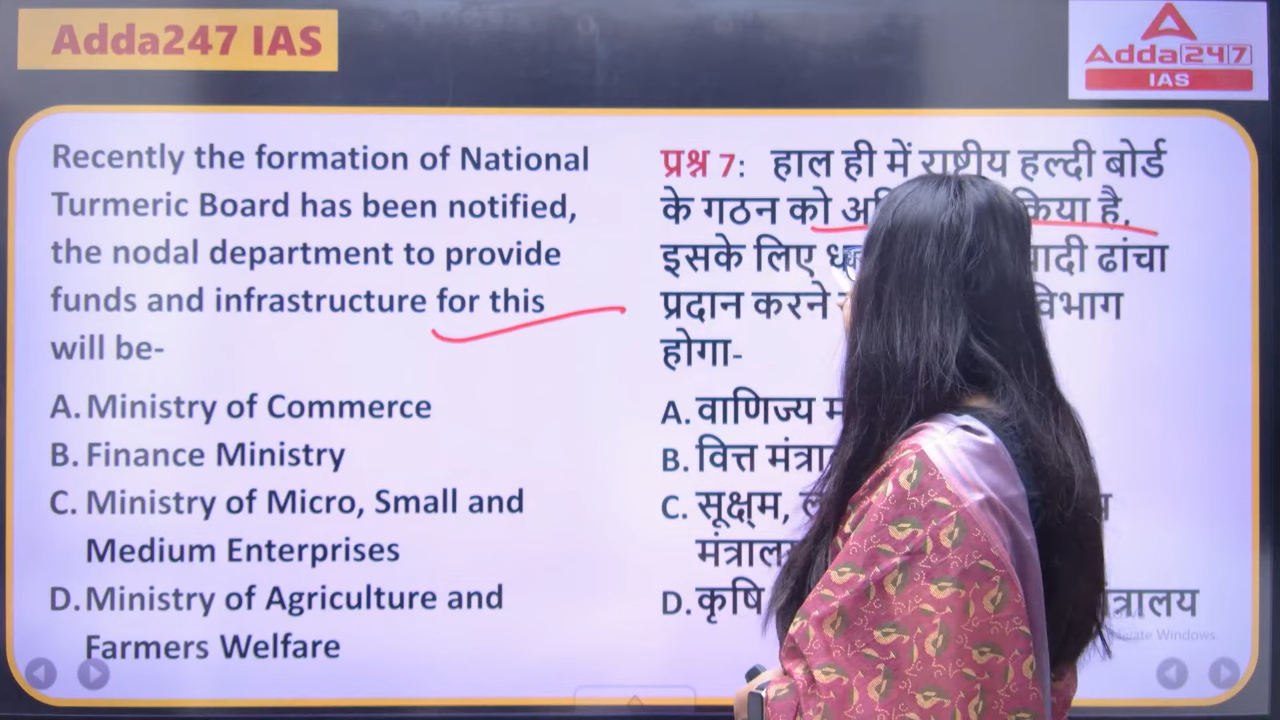 Adda247 IAS
Adda247
IAS
Recently the formation of National
Turmeric Board has been notified,
the nodal department to provide
funds and infrastructure for this
will be-
A. Ministry of Commerce
B. Finance Ministry
C. Ministry of Micro, Small and
Medium Enterprises
D. Ministry of Agriculture and
Farmers Welfare
प्रश्न 7: हाल ही में राष्ट्रीय हल्दी बोर्ड
के गठन को किया है,
इसके लिए ढांचा
प्रदान करने विभाग
होगा-
A. वाणिज्य
B. वित्त
C. सूक्ष्म,
D. कृषि
Windows.